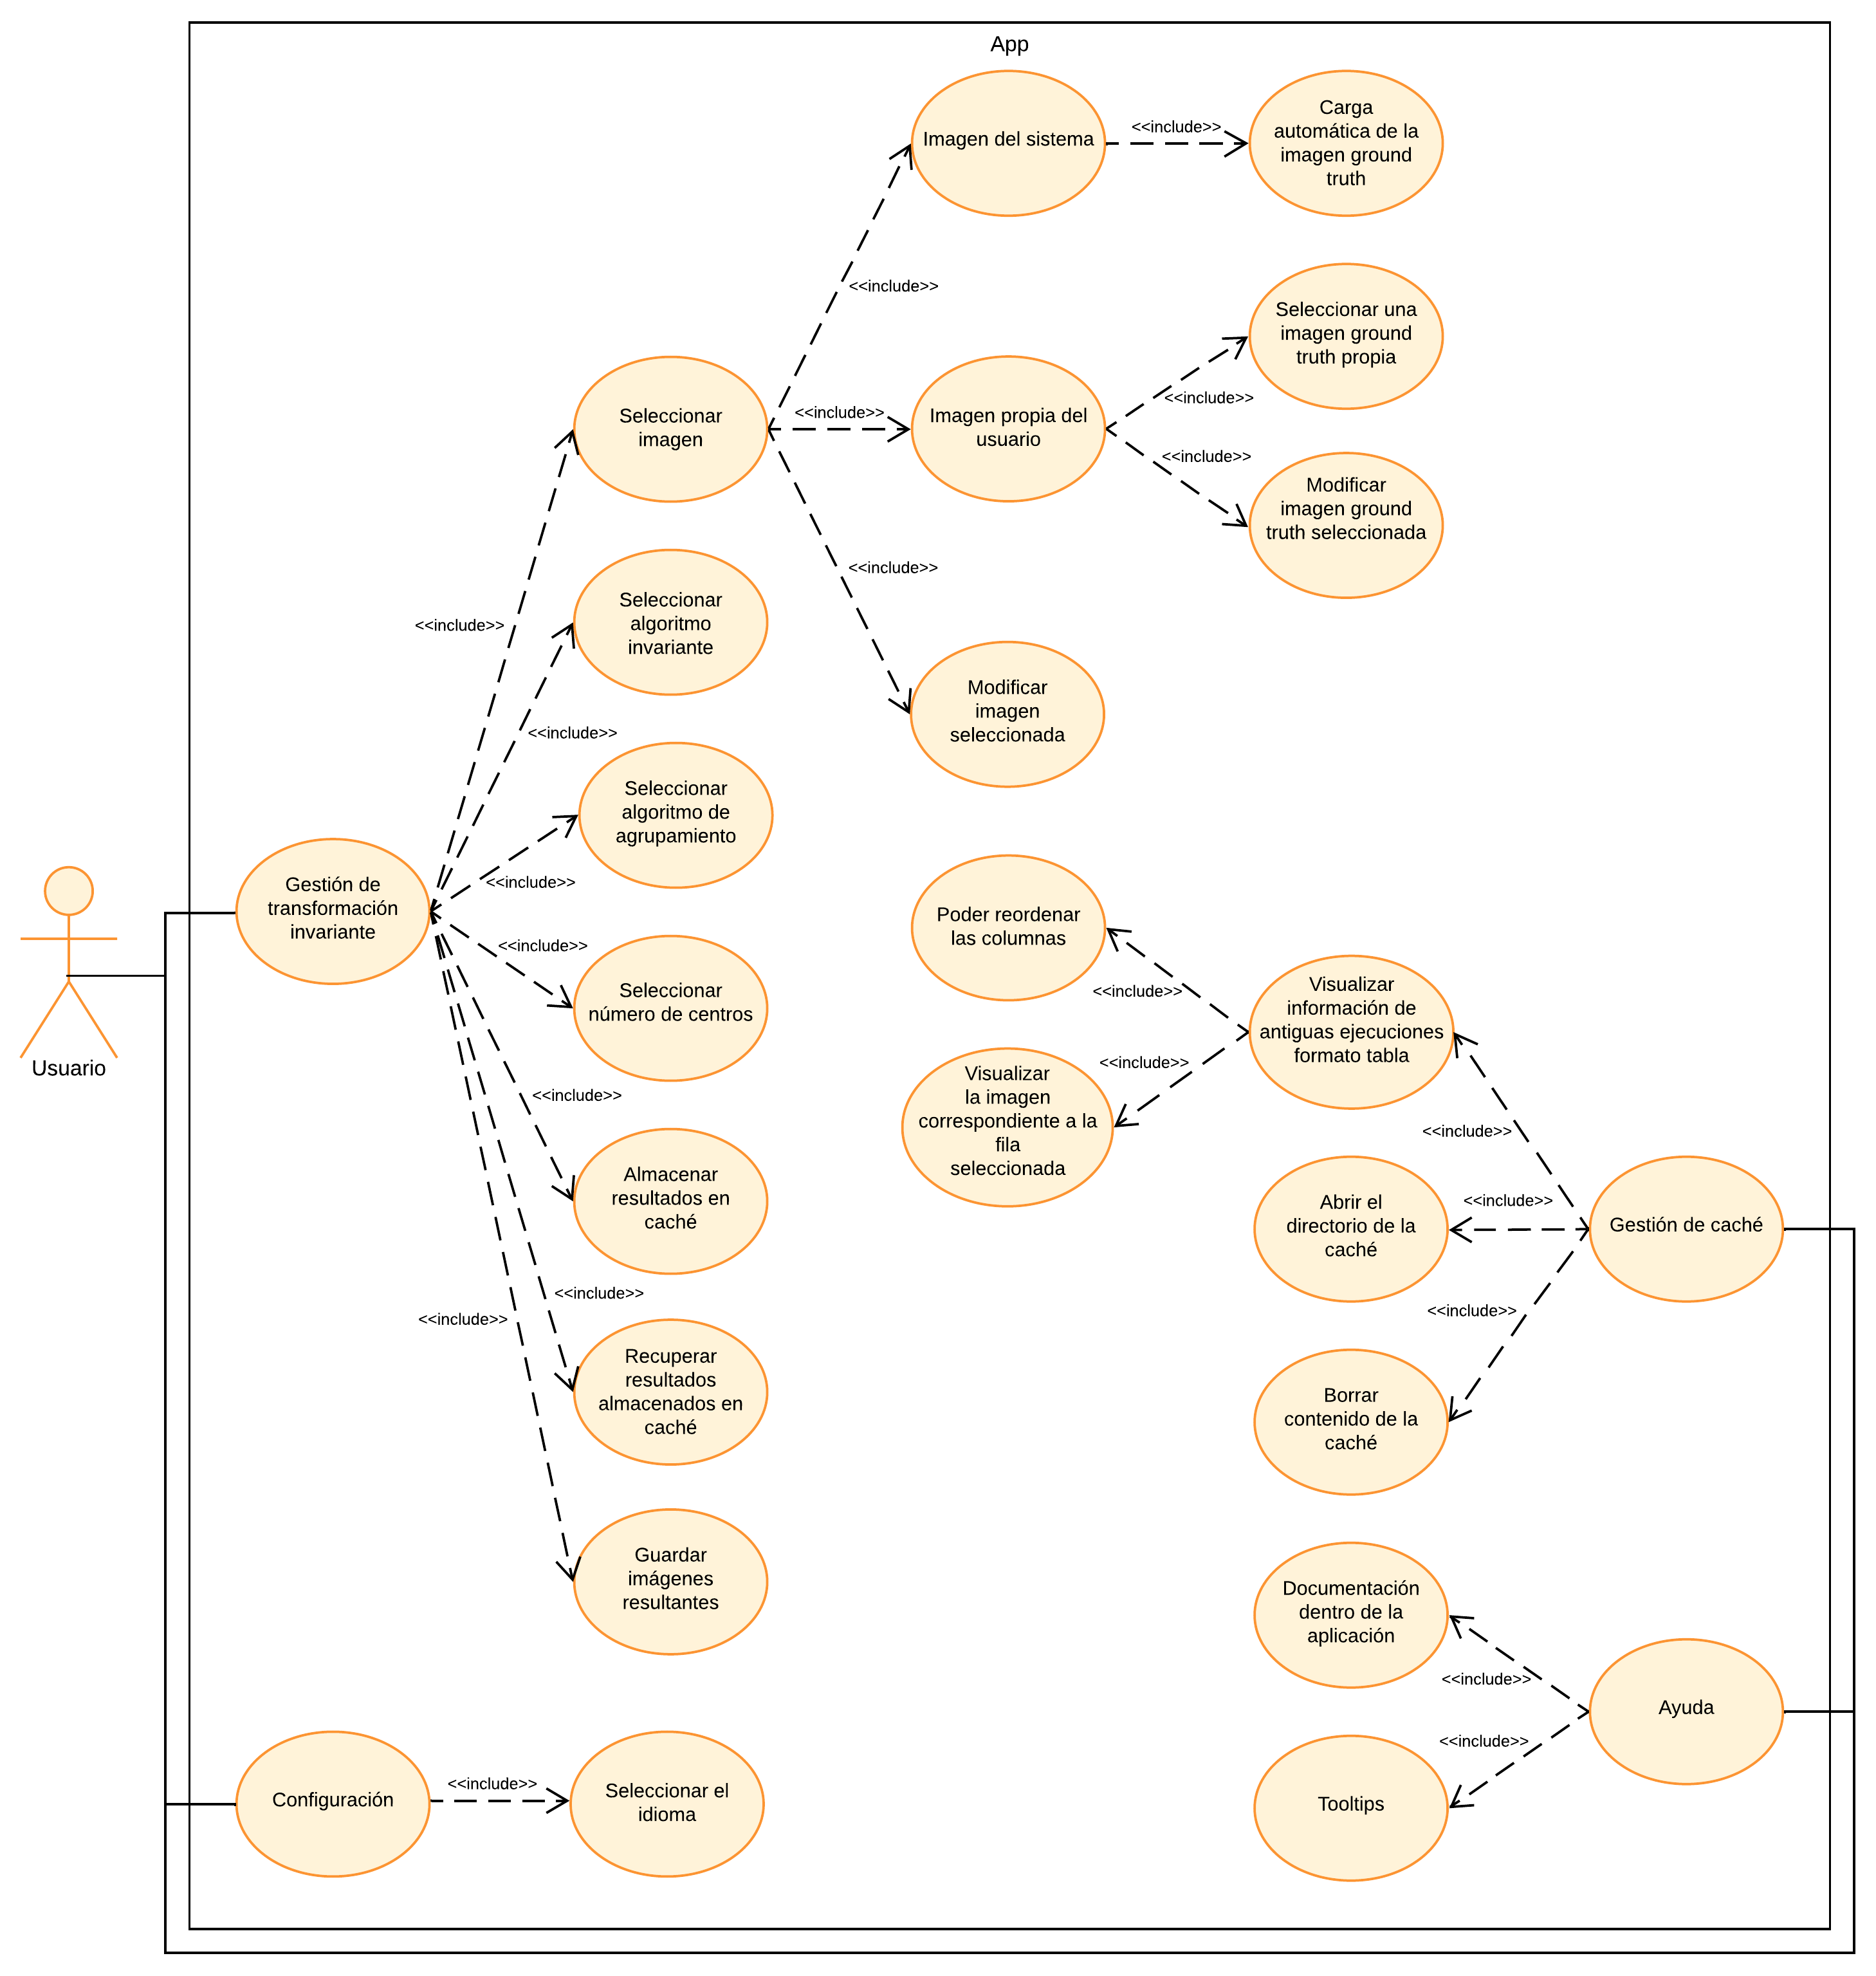 App
Imagen del sistema
<<include>>
Carga
automática de la
imagen ground
truth
<<include>>
Seleccionar una
imagen ground
truth propia
Seleccionar
imagen
<<include>>
Imagen propia del
usuario
<<include>>
<<include>>
Modificar
imagen ground
truth seleccionada
<<include>>
<<include>>
Seleccionar
algoritmo
invariante
Modificar
imagen
seleccionada
<<include>>
Seleccionar
algoritmo de
agrupamiento
<<include>>
Gestión de
transformación
invariante
Usuario
<<include>>
Seleccionar
número de centros
Poder reordenar
las columnas
<<include>>
Visualizar
información de
antiguas ejecuciones
formato tabla
<<include>>
Visualizar
la imagen
correspondiente a la
fila
seleccionada
<<include>>
<<include>>
Almacenar
resultados en
caché
Abrir el
directorio de la
caché
<<include>>
Gestión de caché
<<include>>
<<include>>
<<include>>
Recuperar
resultados
almacenados en
caché
Borrar
contenido de la
caché
Guardar
imágenes
resultantes
Documentación
dentro de la
aplicación
<<include>>
Ayuda
<<include>>
Tooltips
Configuración
<<include>>
Seleccionar el
idioma